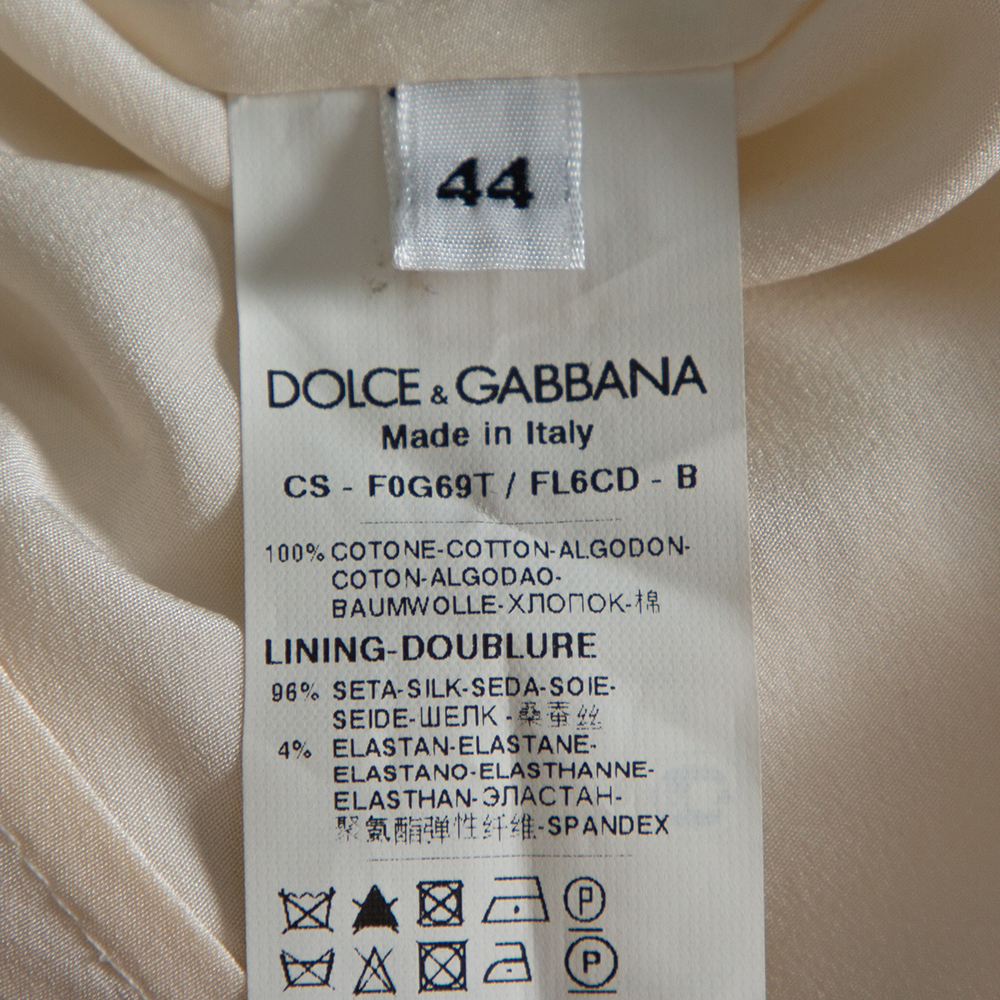 44
DOLCE & GABBANA
Made in Italy
CS - F0G69T / FL6CD - B
100% COTONE-COTTON-ALGODON-
COTON-ALGODAO-
BAUMWOLLE-ХЛОПОК-棉
LINING-DOUBLURE
96% SETA-SILK-SEDA-SOIE-
SEIDE-ШЕЛК -桑蚕丝
4% ELASTAN-ELASTANE-
ELASTANO-ELASTHANNE-
ELASTHAN-ЭЛАСТАН-
聚氨酯弹性纤维-SPANDEX
P
P